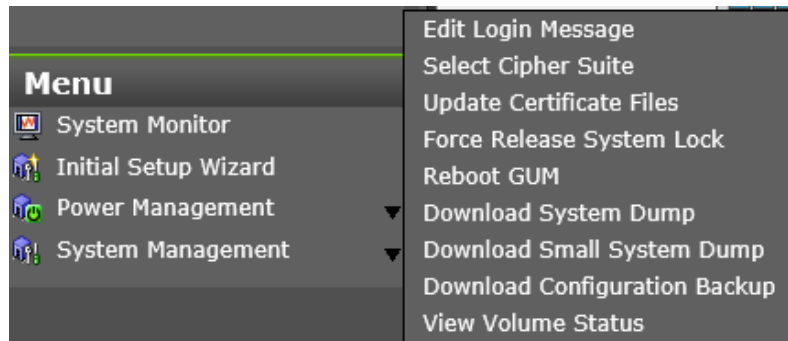 Menu
System Monitor
Initial Setup Wizard
Power Management
System Management
Edit Login Message
Select Cipher Suite
Update Certificate Files
Force Release System Lock
Reboot GUM
Download System Dump
Download Small System Dump
Download Configuration Backup
View Volume Status